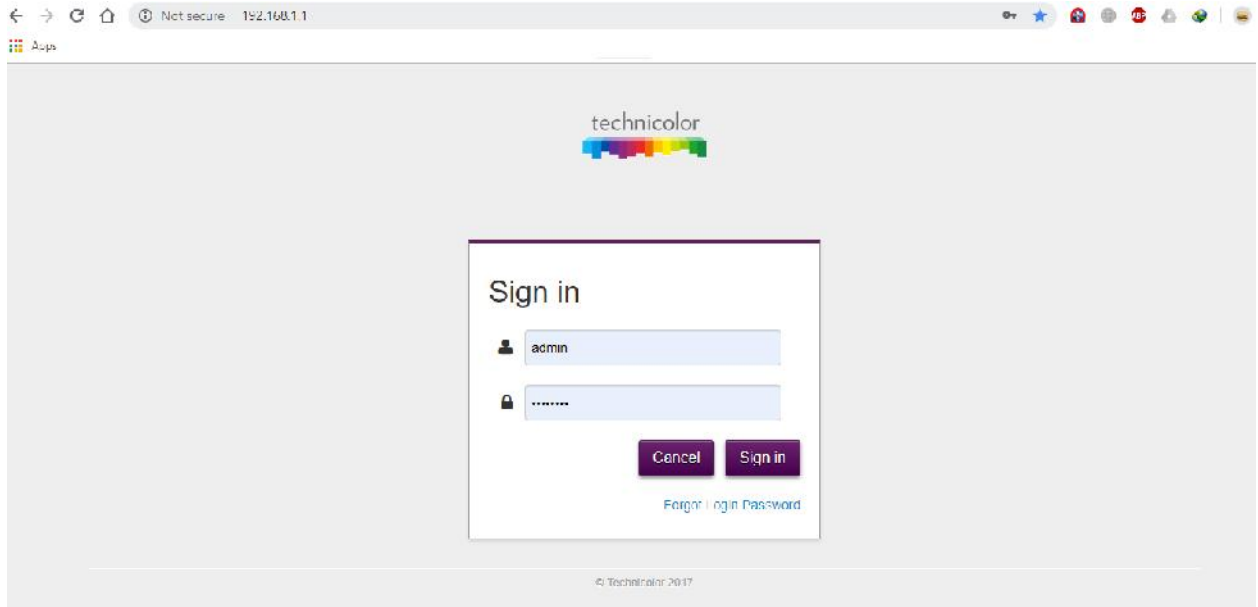 Not secure 192.168.1.1
ABP
Apps
technicolor
Sign in
admin
••••••••
Cancel
Sign in
Forgot Login Password
© Technicolor 2017